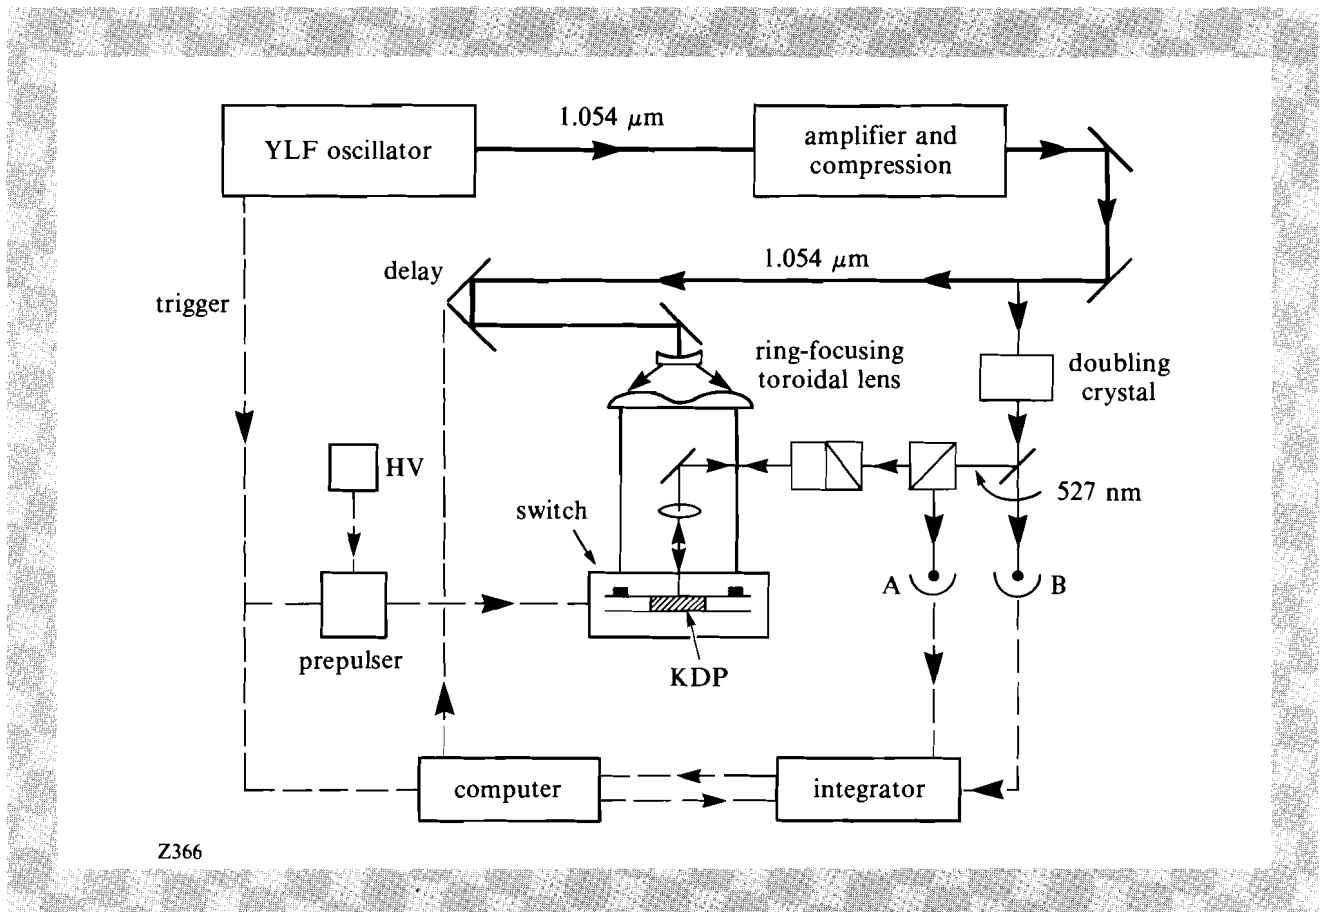 1.054 μm
YLF oscillator
amplifier and
compression
1.054 μm
delay
trigger
ring-focusing
toroidal lens
doubling
crystal
HV
527 nm
switch
A
B
prepulser
KDP
computer
integrator
Z366